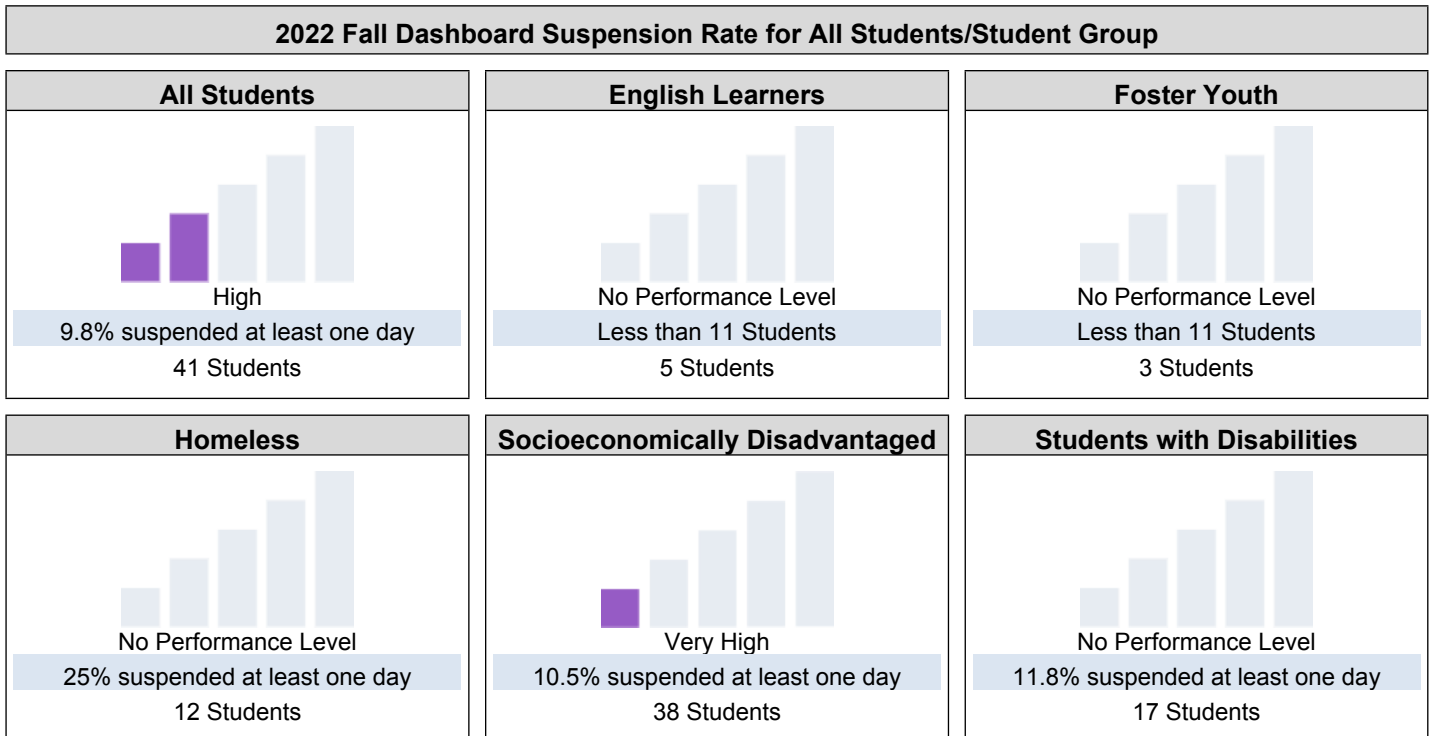 2022 Fall Dashboard Suspension Rate for All Students/Student Group
All Students
High
9.8% suspended at least one day
41 Students
English Learners
No Performance Level
Less than 11 Students
5 Students
Foster Youth
No Performance Level
Less than 11 Students
3 Students
Homeless
No Performance Level
25% suspended at least one day
12 Students
Socioeconomically Disadvantaged
Very High
10.5% suspended at least one day
38 Students
Students with Disabilities
No Performance Level
11.8% suspended at least one day
17 Students